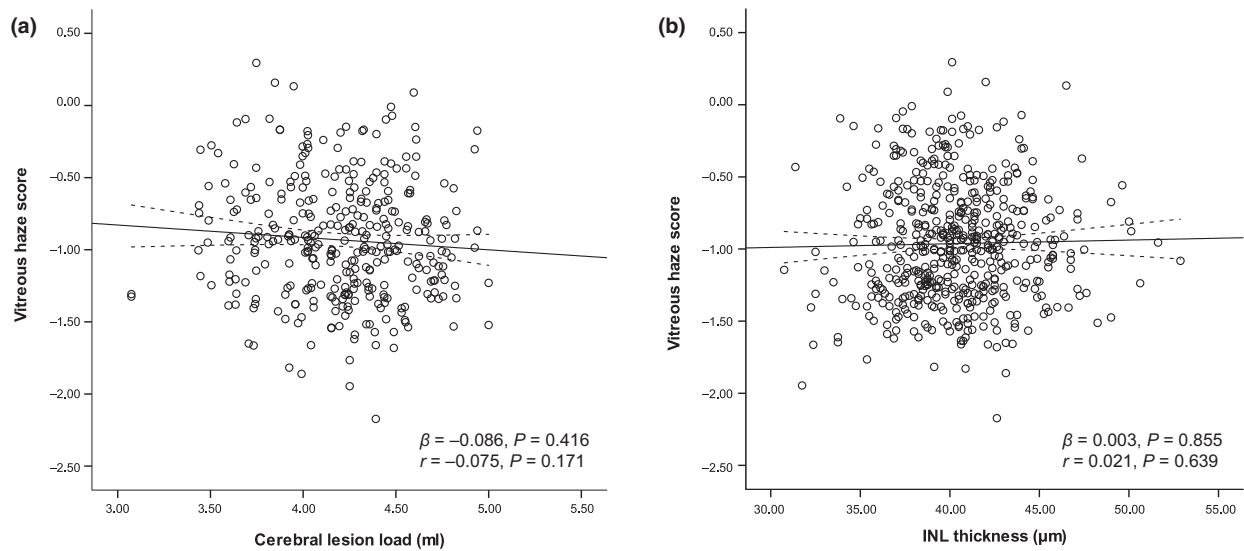 (a)
0.50
0.00
–0.50
–1.00
–1.50
–2.00
–2.50
Vitreous haze score
β = –0.086, P = 0.416
r = –0.075, P = 0.171
3.00 3.50 4.00 4.50 5.00 5.50
Cerebral lesion load (ml)
(b)
0.50
0.00
–0.50
–1.00
–1.50
–2.00
–2.50
Vitreous haze score
β = 0.003, P = 0.855
r = 0.021, P = 0.639
30.00 35.00 40.00 45.00 50.00 55.00
INL thickness (µm)